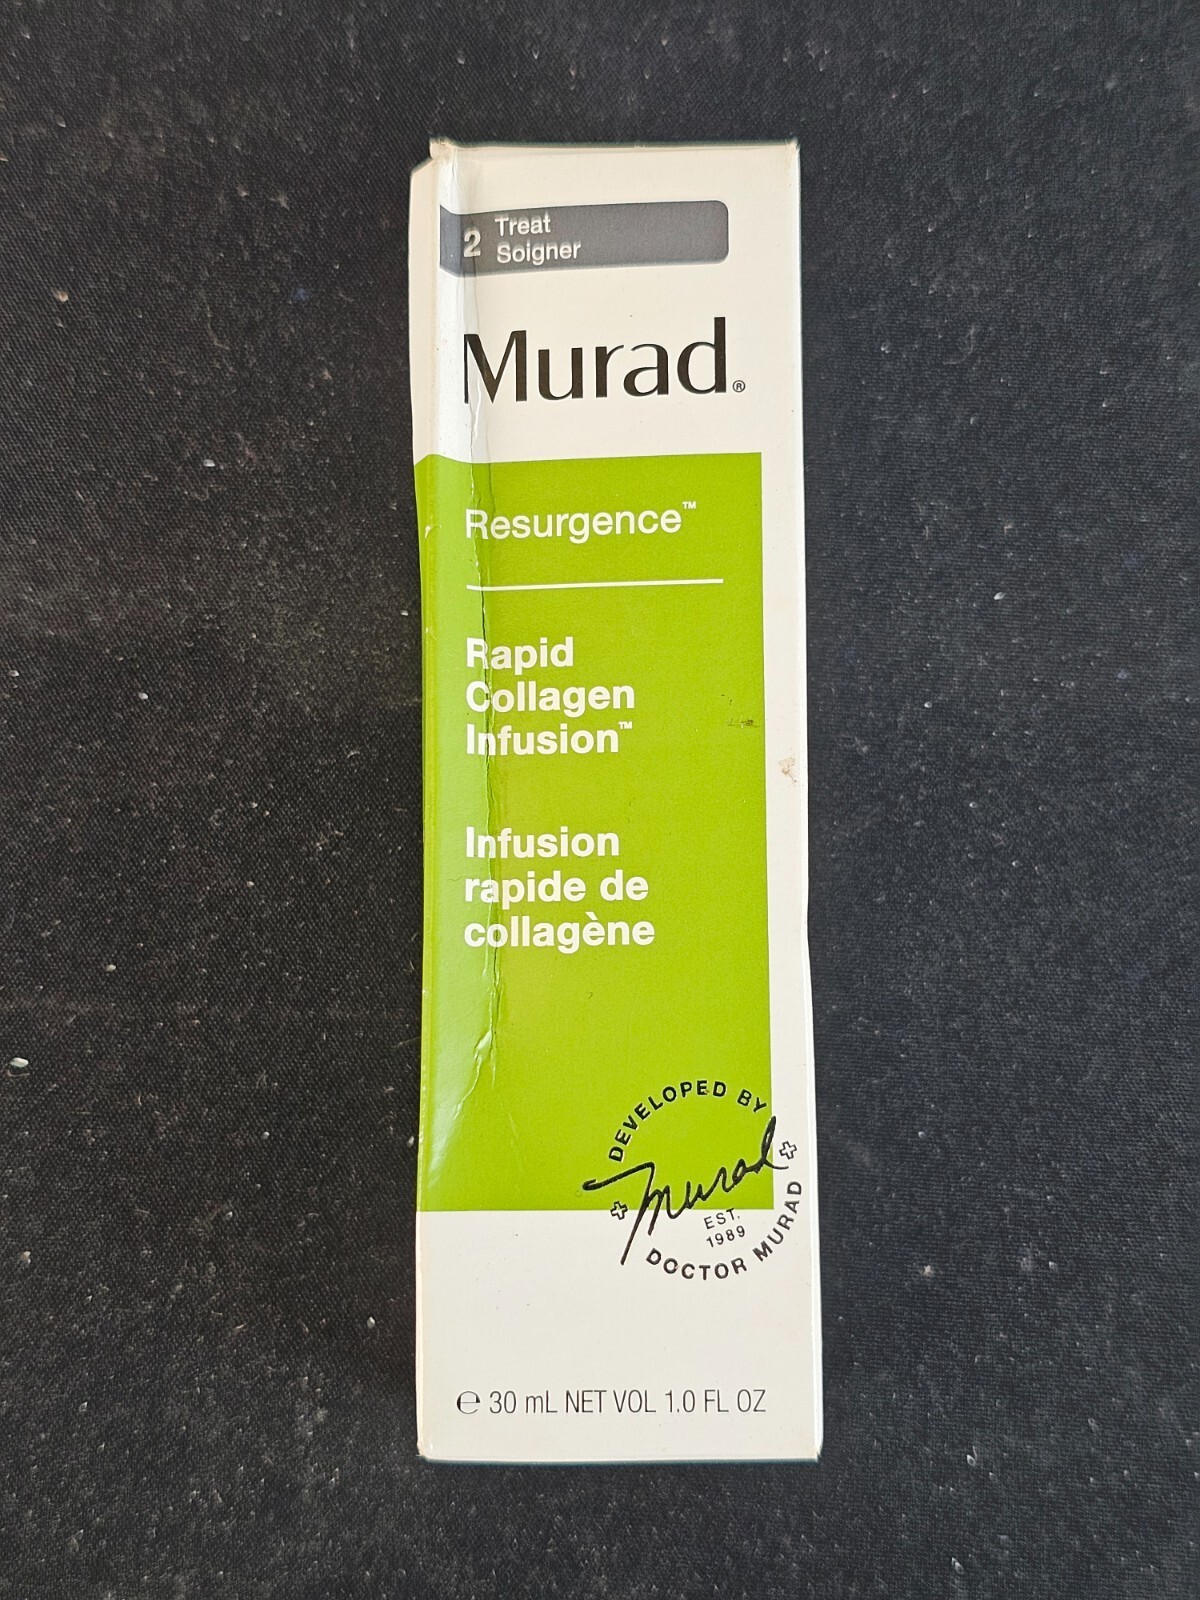 2
Treat
Soigner
Murad®
Resurgence™
Rapid
Collagen
Infusion™
Infusion
rapide de
collagène
DEVELOPED BY
Murad
EST.
1989
DOCTOR MURAD
℮ 30 mL NET VOL 1.0 FL OZ